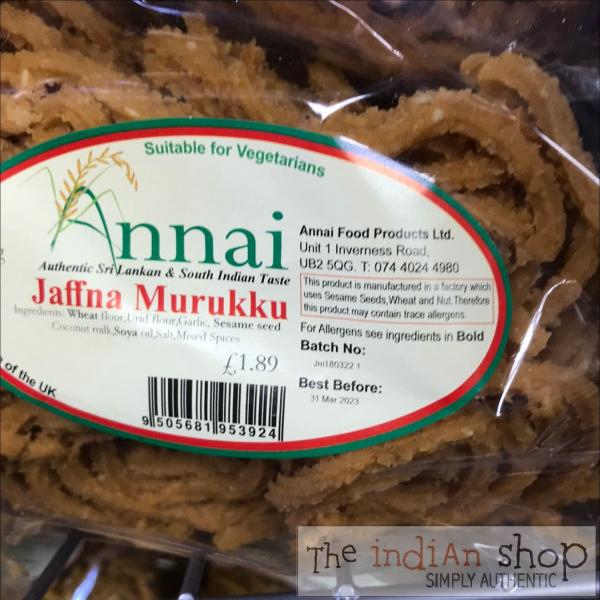 Suitable for Vegetarians
Annai
Authentic Sri Lankan & South Indian Taste
Jaffna Murukku
Ingredients: Wheat flour,Urid flour,Garlic, Sesame seed
Coconut milk,Soya oil,Salt,Mixed Spices
£1.89
9 505681 953924
of the UK
Annai Food Products Ltd.
Unit 1 Inverness Road,
UB2 5QG. T: 074 4024 4980
This product is manufactured in a factory which
uses Sesame Seeds,Wheat and Nut.Therefore
this product may contain trace allergens.
For Allergens see ingredients in Bold
Batch No:
Jm180322 1
Best Before:
31 Mar 2023
The indiAn shop
SIMPLY AUTHENTIC